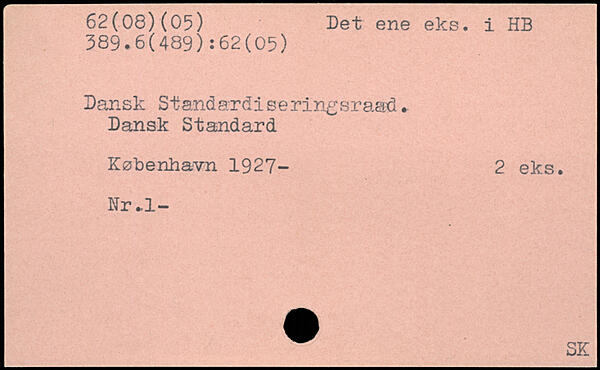 62(08)(05) Det ene eks. i HB
389.6(489):62(05)
Dansk Standardiseringsraad.
Dansk Standard
København 1927- 2 eks.
Nr.1-
SK